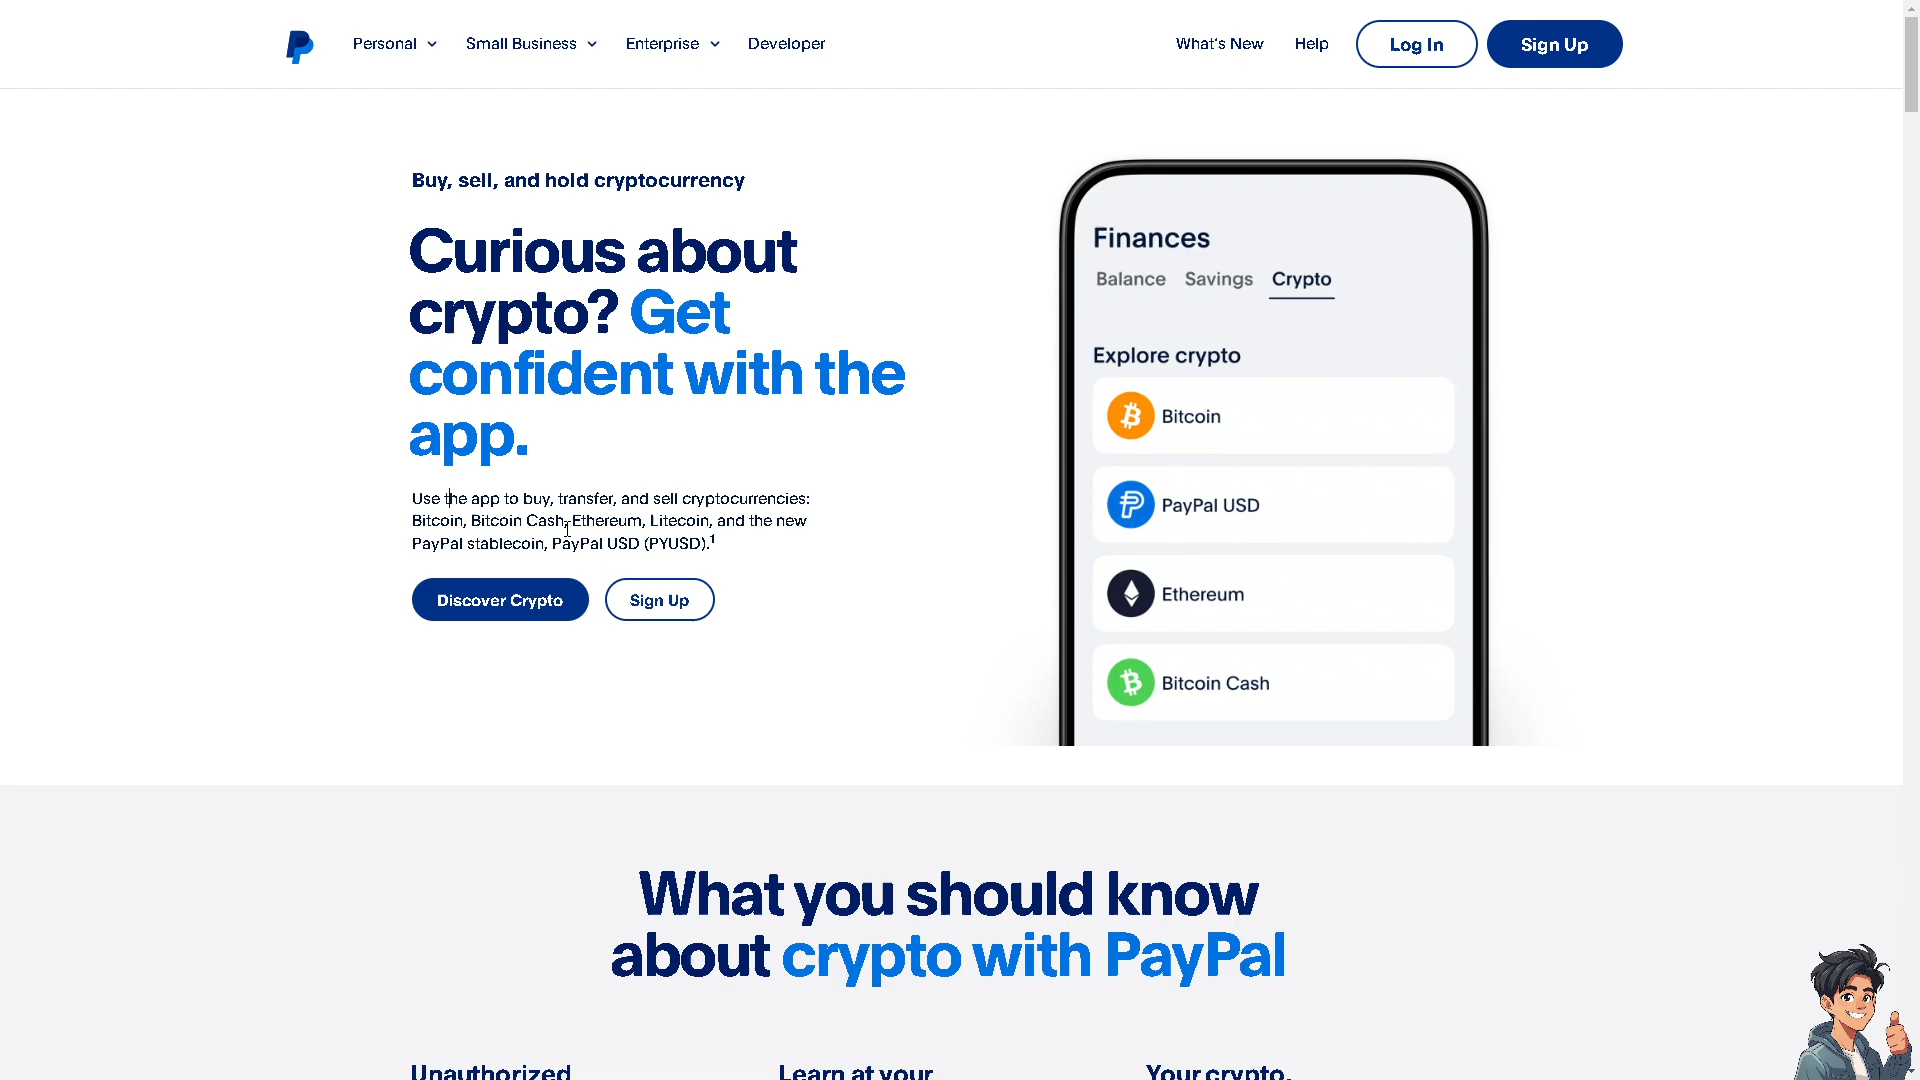 Personal Small Business Enterprise Developer What's New Help Log In Sign Up
Buy, sell, and hold cryptocurrency
Curious about
crypto? Get
confident with the
app.
Use the app to buy, transfer, and sell cryptocurrencies:
Bitcoin, Bitcoin Cash, Ethereum, Litecoin, and the new
PayPal stablecoin, PayPal USD (PYUSD).1
Discover Crypto Sign Up
Finances
Balance Savings Crypto
Explore crypto
Bitcoin
PayPal USD
Ethereum
Bitcoin Cash
What you should know
about crypto with PayPal
Unauthorized Learn at your Your crypto,